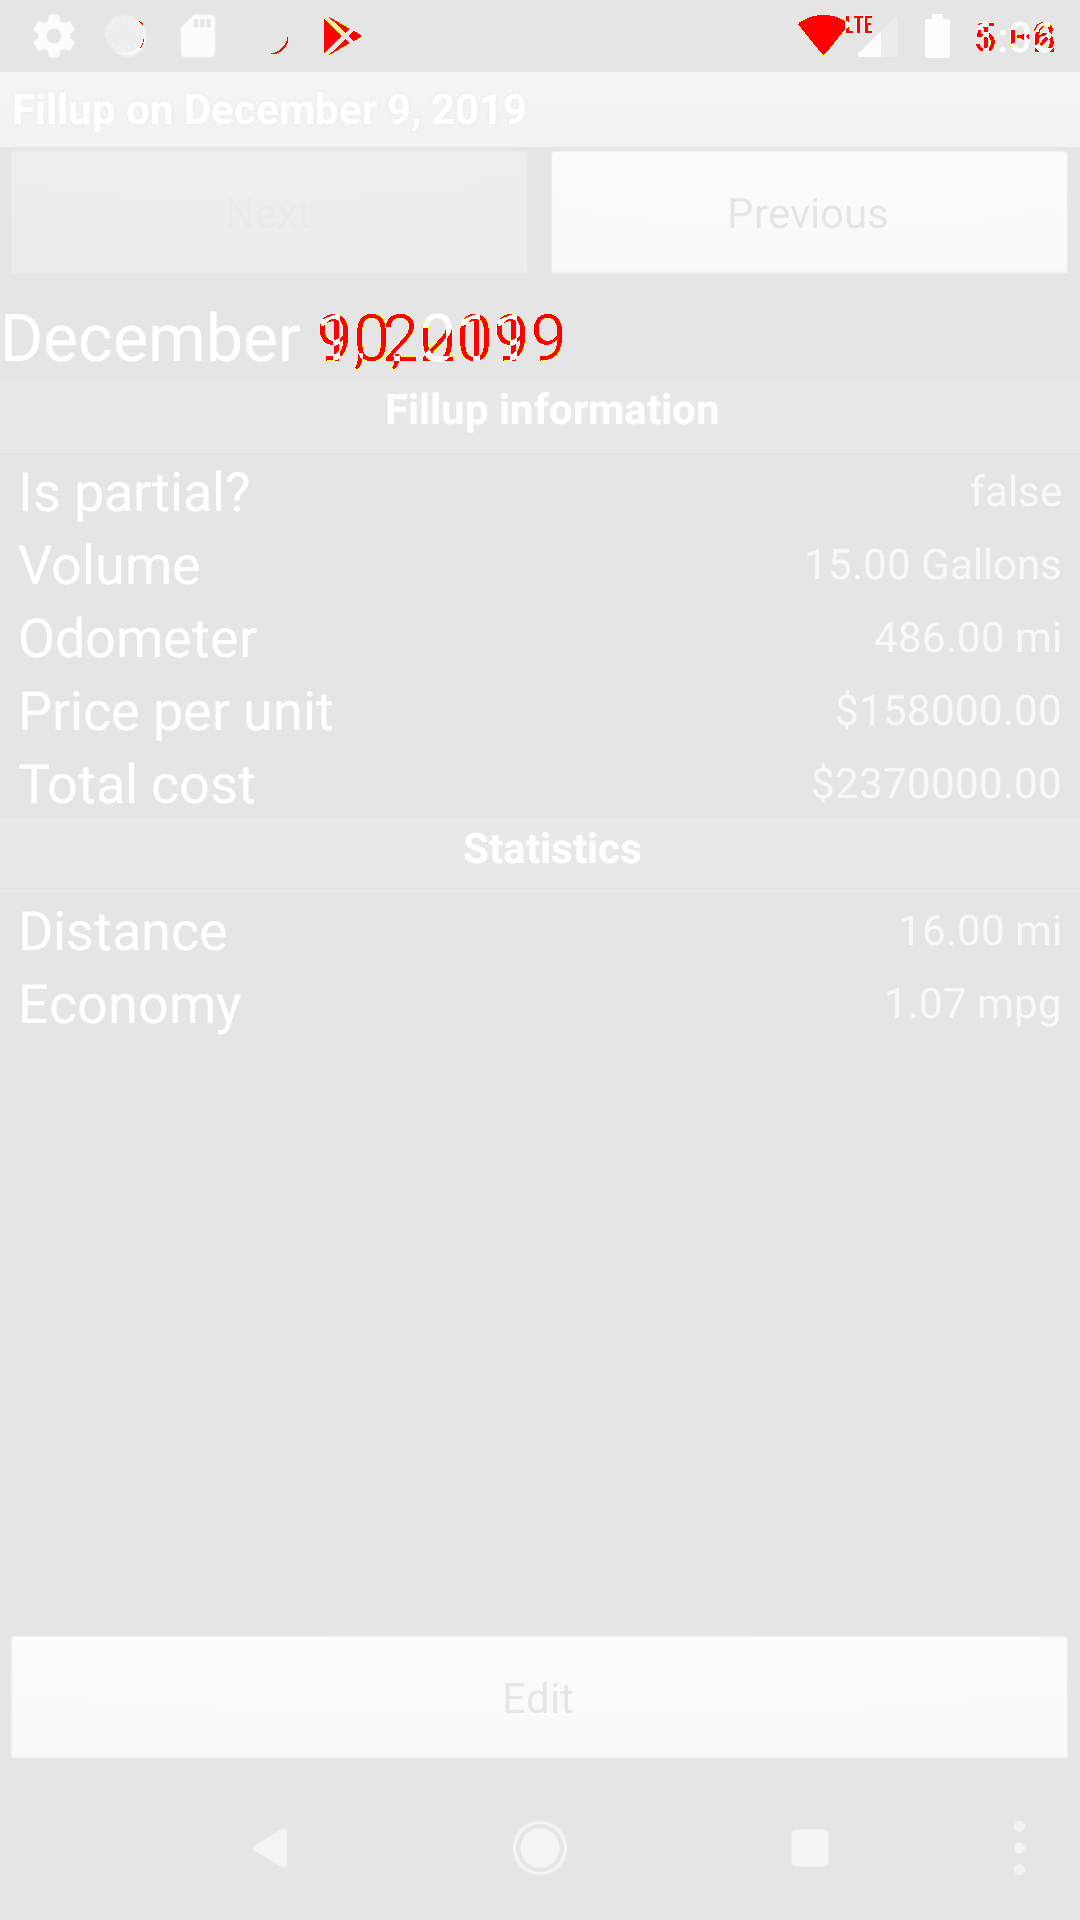 LTE
Fillup on December 9, 2019
Next Previous
December
Fillup information
Is partial? false
Volume 15.00 Gallons
Odometer 486.00 mi
Price per unit $158000.00
Total cost $2370000.00
Statistics
Distance 16.00 mi
Economy 1.07 mpg
Edit